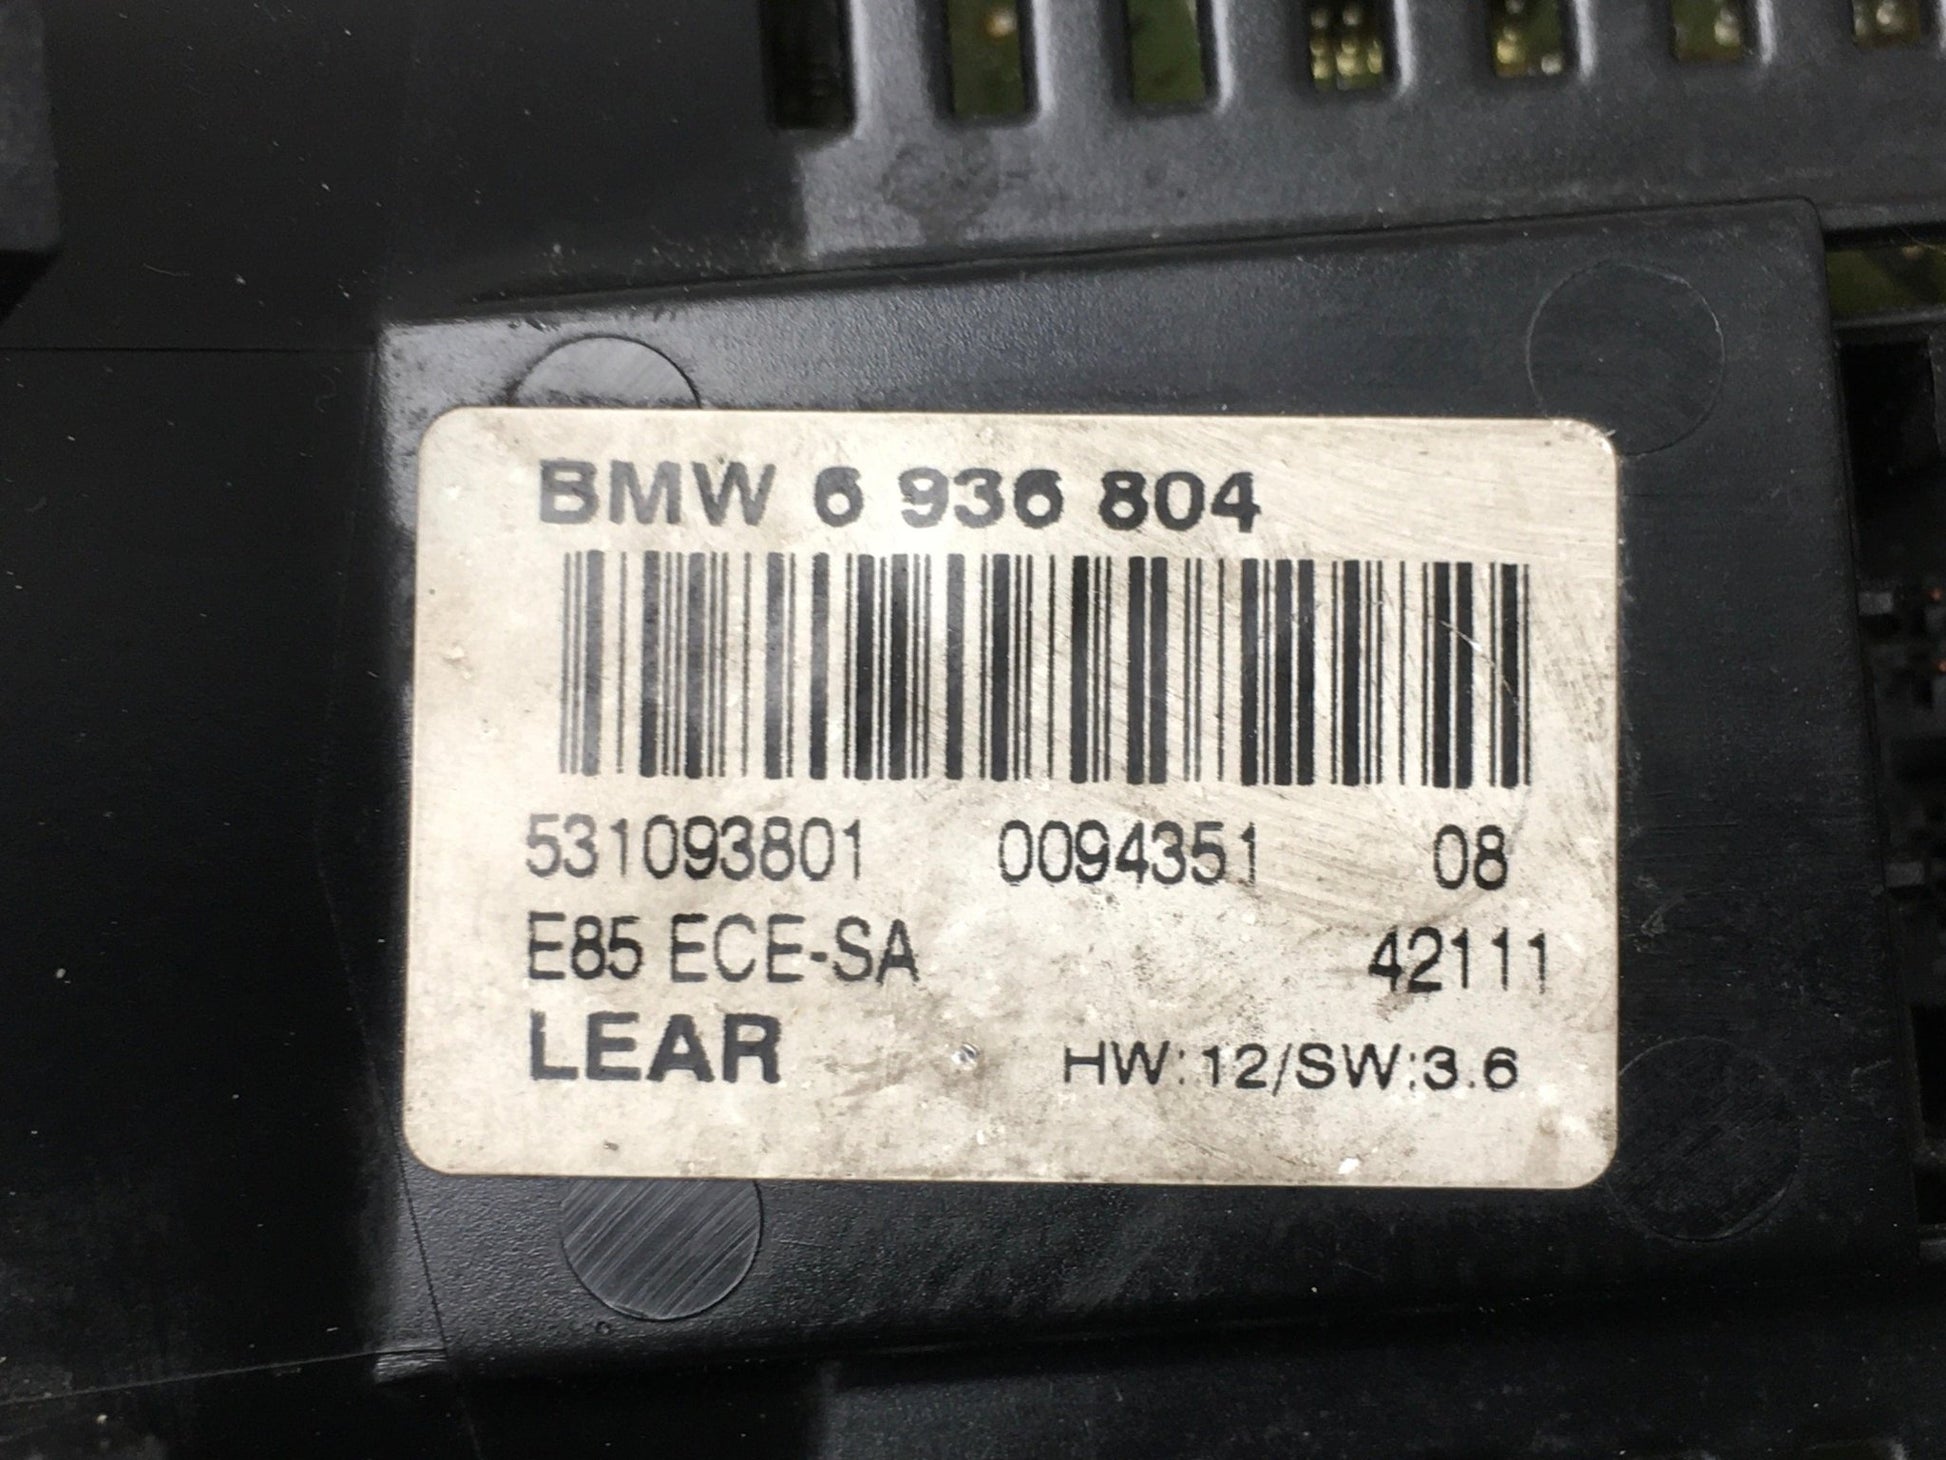 BMW 6 936 804
531093801 0094351 08
E85 ECE-SA 42111
LEAR HW:12/SW:3.6